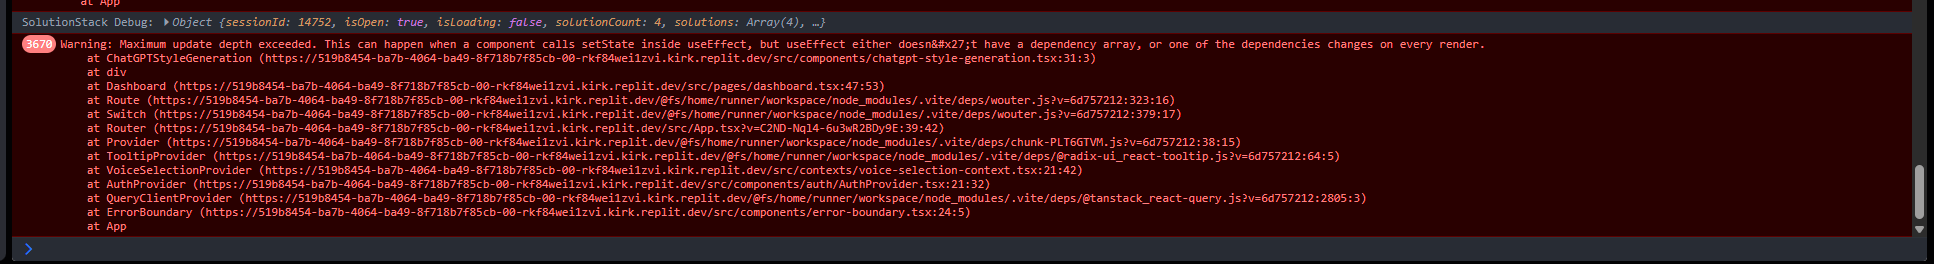 at App
SolutionStack Debug: ▶Object {sessionId: 14752, isOpen: true, isLoading: false, solutionCount: 4, solutions: Array(4), …}
3670 Warning: Maximum update depth exceeded. This can happen when a component calls setState inside useEffect, but useEffect either doesn&#x27;t have a dependency array, or one of the dependencies changes on every render.
at ChatGPTStyleGeneration (https://519b8454-ba7b-4064-ba49-8f718b7f85cb-00-rkf84wei1zvi.kirk.replit.dev/src/components/chatgpt-style-generation.tsx:31:3)
at div
at Dashboard (https://519b8454-ba7b-4064-ba49-8f718b7f85cb-00-rkf84wei1zvi.kirk.replit.dev/src/pages/dashboard.tsx:47:53)
at Route (https://519b8454-ba7b-4064-ba49-8f718b7f85cb-00-rkf84wei1zvi.kirk.replit.dev/@fs/home/runner/workspace/node_modules/.vite/deps/wouter.js?v=6d757212:323:16)
at Switch (https://519b8454-ba7b-4064-ba49-8f718b7f85cb-00-rkf84wei1zvi.kirk.replit.dev/@fs/home/runner/workspace/node_modules/.vite/deps/wouter.js?v=6d757212:379:17)
at Router (https://519b8454-ba7b-4064-ba49-8f718b7f85cb-00-rkf84wei1zvi.kirk.replit.dev/src/App.tsx?v=C2ND-Nql4-6u3wR2BDy9E:39:42)
at Provider (https://519b8454-ba7b-4064-ba49-8f718b7f85cb-00-rkf84wei1zvi.kirk.replit.dev/@fs/home/runner/workspace/node_modules/.vite/deps/chunk-PLT6GTVM.js?v=6d757212:38:15)
at TooltipProvider (https://519b8454-ba7b-4064-ba49-8f718b7f85cb-00-rkf84wei1zvi.kirk.replit.dev/@fs/home/runner/workspace/node_modules/.vite/deps/@radix-ui_react-tooltip.js?v=6d757212:64:5)
at VoiceSelectionProvider (https://519b8454-ba7b-4064-ba49-8f718b7f85cb-00-rkf84wei1zvi.kirk.replit.dev/src/contexts/voice-selection-context.tsx:21:42)
at AuthProvider (https://519b8454-ba7b-4064-ba49-8f718b7f85cb-00-rkf84wei1zvi.kirk.replit.dev/src/components/auth/AuthProvider.tsx:21:32)
at QueryClientProvider (https://519b8454-ba7b-4064-ba49-8f718b7f85cb-00-rkf84wei1zvi.kirk.replit.dev/@fs/home/runner/workspace/node_modules/.vite/deps/@tanstack_react-query.js?v=6d757212:2805:3)
at ErrorBoundary (https://519b8454-ba7b-4064-ba49-8f718b7f85cb-00-rkf84wei1zvi.kirk.replit.dev/src/components/error-boundary.tsx:24:5)
at App